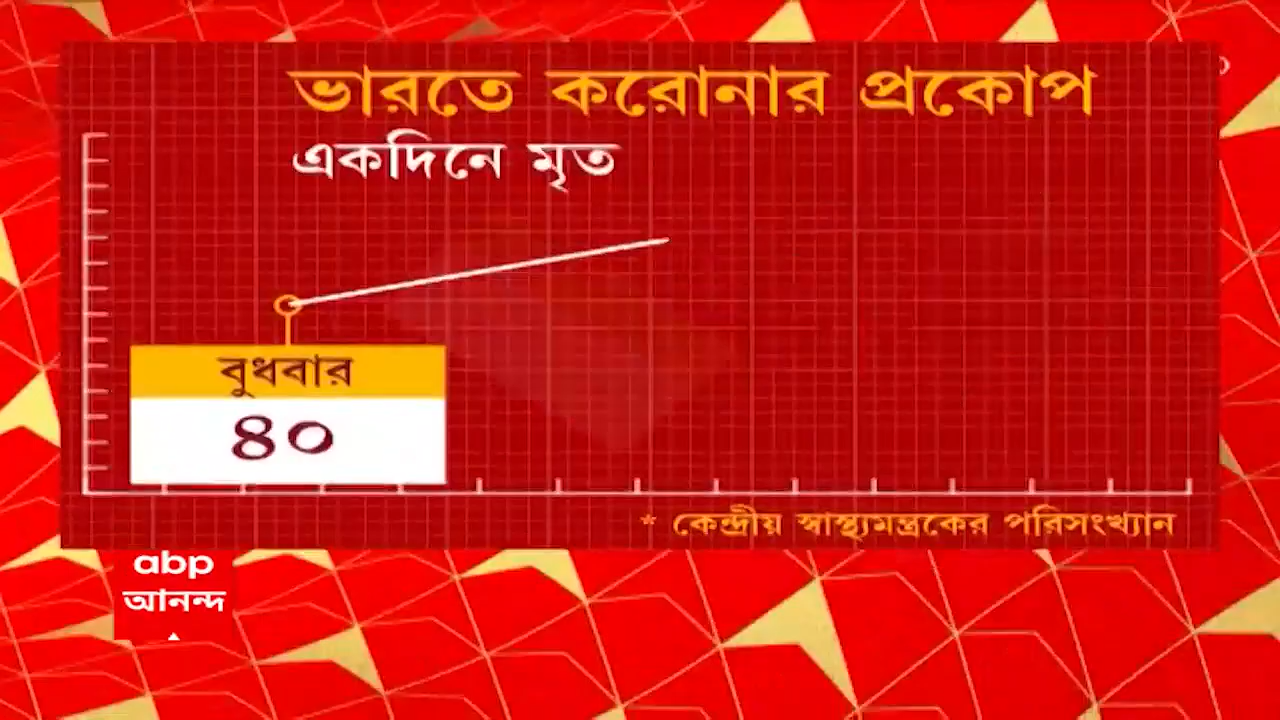 ভারতে করোনার প্রকোপ
একদিনে মৃত
বুধবার
৪০
* কেন্দ্রীয় স্বাস্থ্যমন্ত্রকের পরিসংখ্যান
abp
আনন্দ